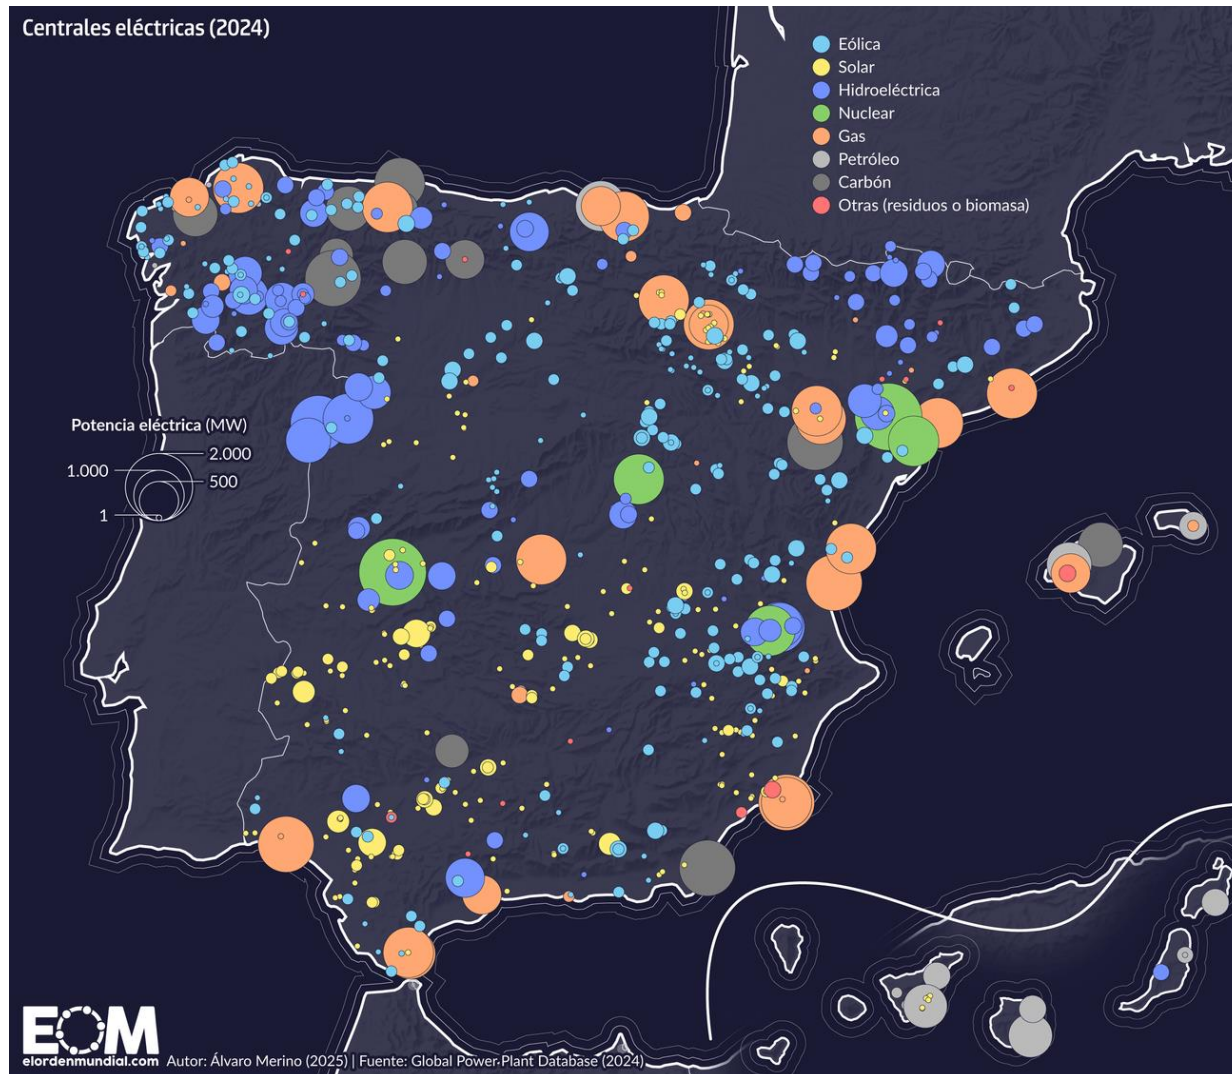 Centrales eléctricas (2024)
Eólica
Solar
Hidroeléctrica
Nuclear
Gas
Petróleo
Carbón
Otras (residuos o biomasa)
Potencia eléctrica (MW)
2.000
1.000
500
1
EOM
elordenmundial.com
Autor: Álvaro Merino (2025) | Fuente: Global Power Plant Database (2024)